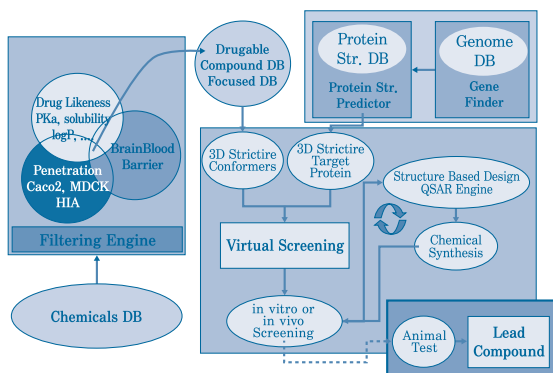 Drug Likeness
PKa, solubility
logP, ...,
BrainBlood
Barrier
Penetration
Caco2, MDCK
HIA
Filtering Engine
Chemicals DB
Drugable
Compound DB
Focused DB
Protein
Str. DB
Protein Str.
Predictor
Genome
DB
Gene
Finder
3D Strictire
Conformers
3D Strictire
Target
Protein
Structure Based Design
QSAR Engine
Virtual Screening
Chemical
Synthesis
in vitro or
in vivo
Screening
Animal
Test
Lead
Compound